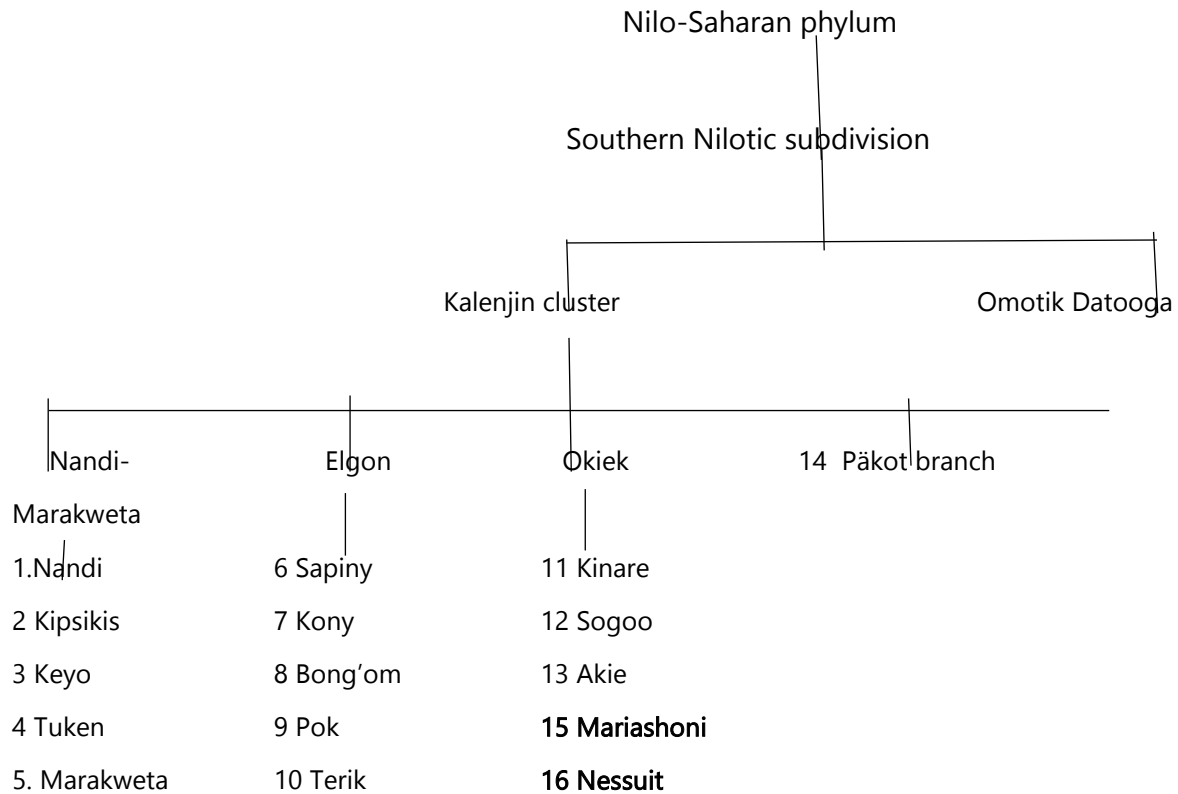 Nilo-Saharan phylum
Southern Nilotic subdivision
Kalenjin cluster Omotik Datooga
Nandi- Elgon Okiek 14 Päkot branch
Marakweta
1.Nandi 6 Sapiny 11 Kinare
2 Kipsikis 7 Kony 12 Sogoo
3 Keyo 8 Bong’om 13 Akie
4 Tuken 9 Pok 15 Mariashoni
5. Marakweta 10 Terik 16 Nessuit